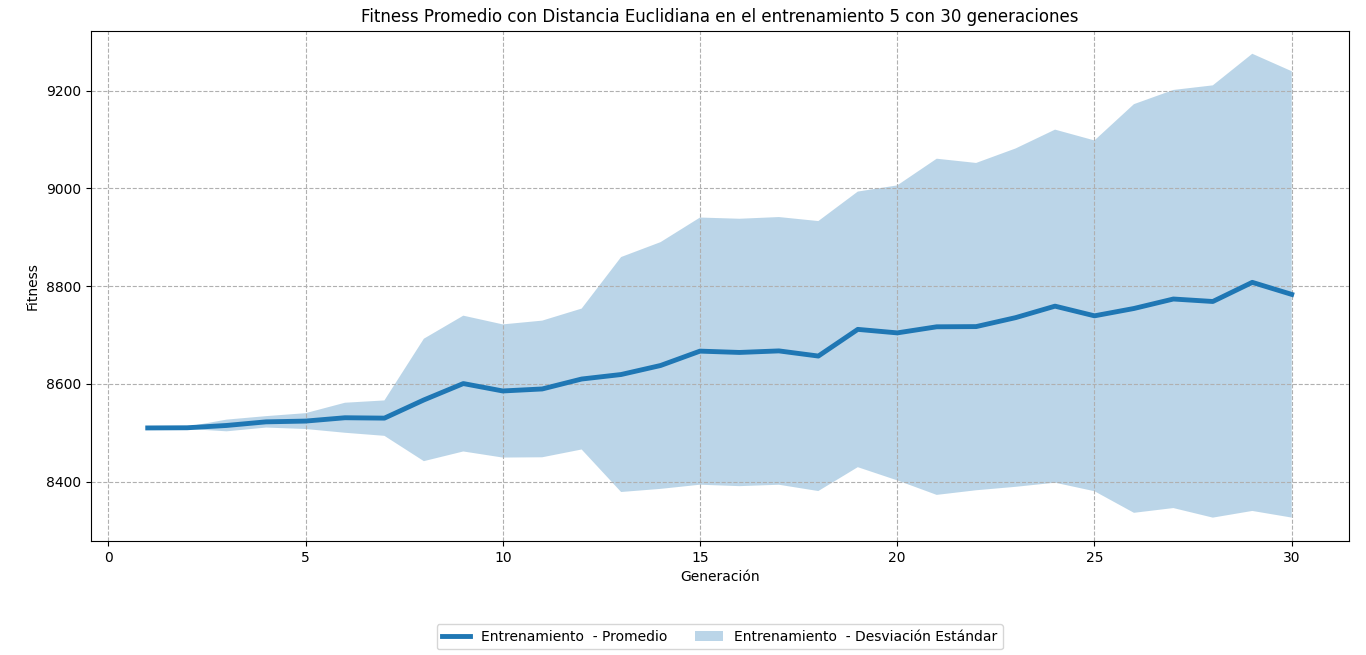 Fitness Promedio con Distancia Euclidiana en el entrenamiento 5 con 30 generaciones
Fitness
9200
9000
8800
8600
8400
0 5 10 15 20 25 30
Generación
Entrenamiento  - Promedio Entrenamiento  - Desviación Estándar